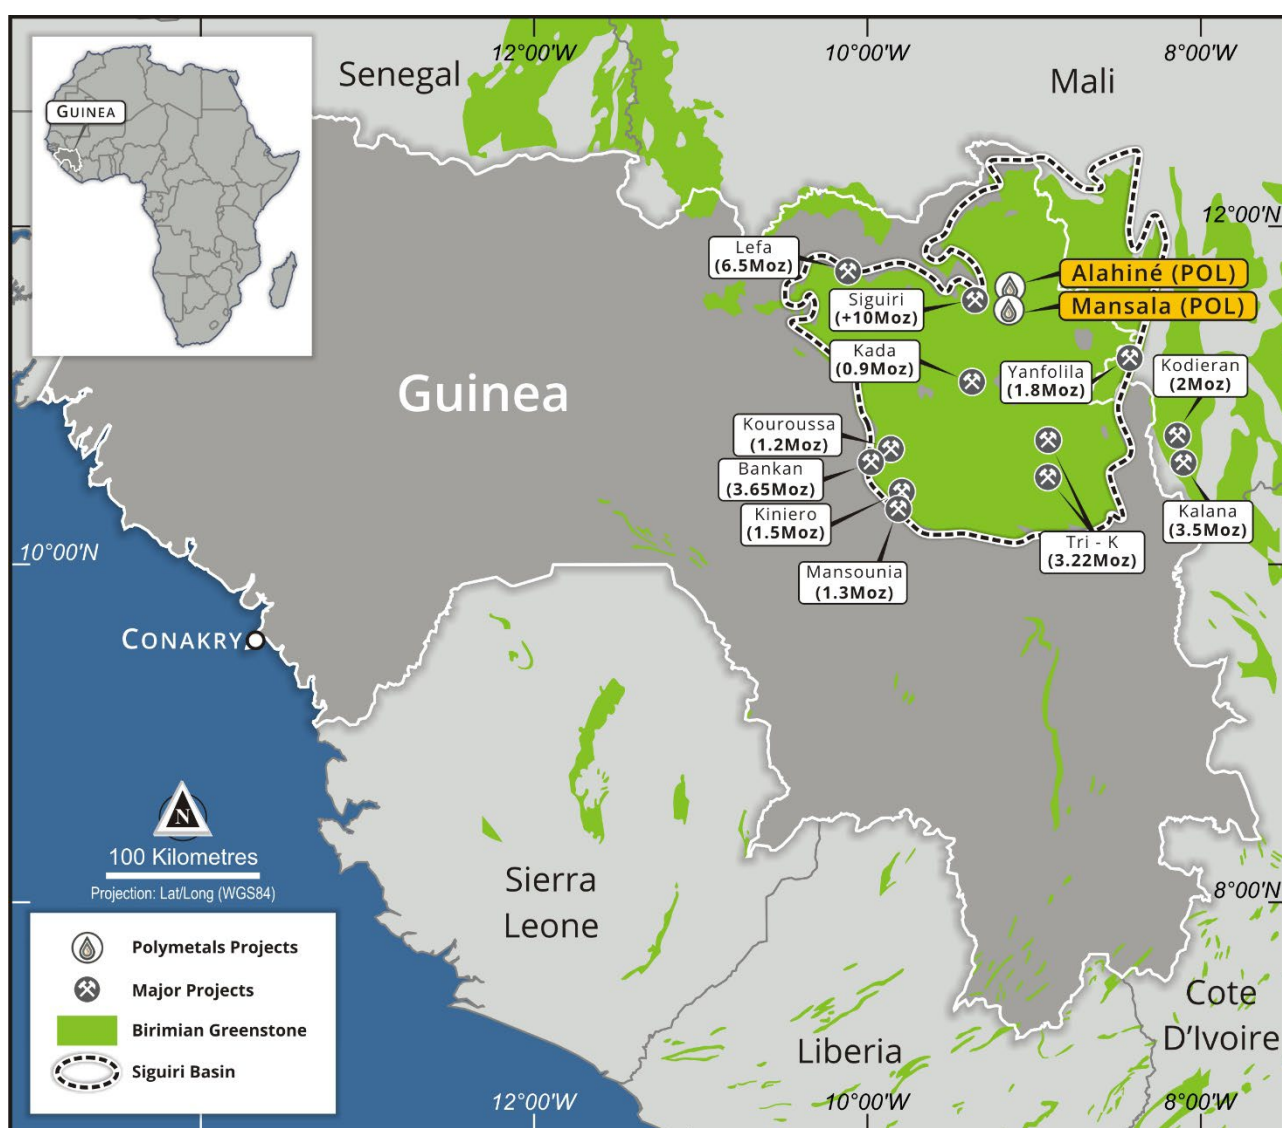 12°00'W
10°00'W
8°00'W
Senegal
Mali
GUINEA
12°00'N
Lefa
(6.5Moz)
Alahiné (POL)
Siguiri
(+10Moz)
Mansala (POL)
Kada
(0.9Moz)
Yanfolila
(1.8Moz)
Kodieran
(2Moz)
Guinea
Kouroussa
(1.2Moz)
Bankan
(3.65Moz)
Kiniero
(1.5Moz)
Kalana
(3.5Moz)
Tri - K
(3.22Moz)
10°00'N
Mansounia
(1.3Moz)
CONAKRY
N
100 Kilometres
Projection: Lat/Long (WGS84)
Sierra
Leone
8°00'N
Polymetals Projects
Major Projects
Birimian Greenstone
Siguiri Basin
Cote
D'Ivoire
Liberia
12°00'W
10°00'W
8°00'W